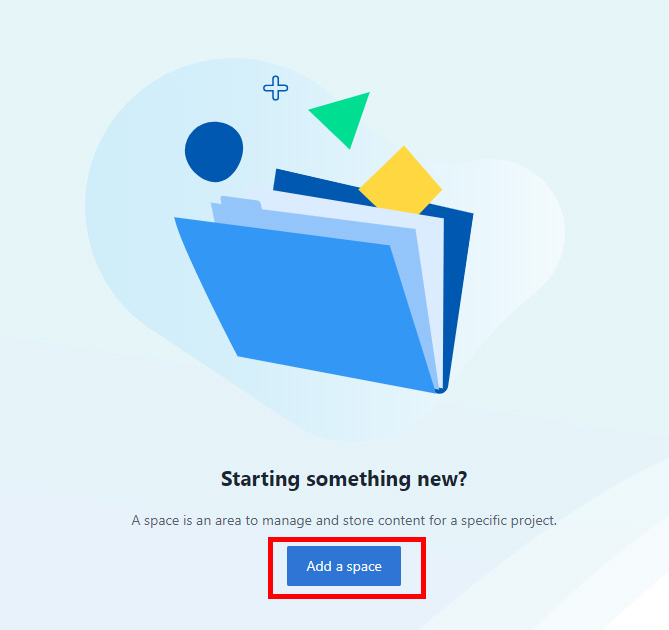 Starting something new?
A space is an area to manage and store content for a specific project.
Add a space